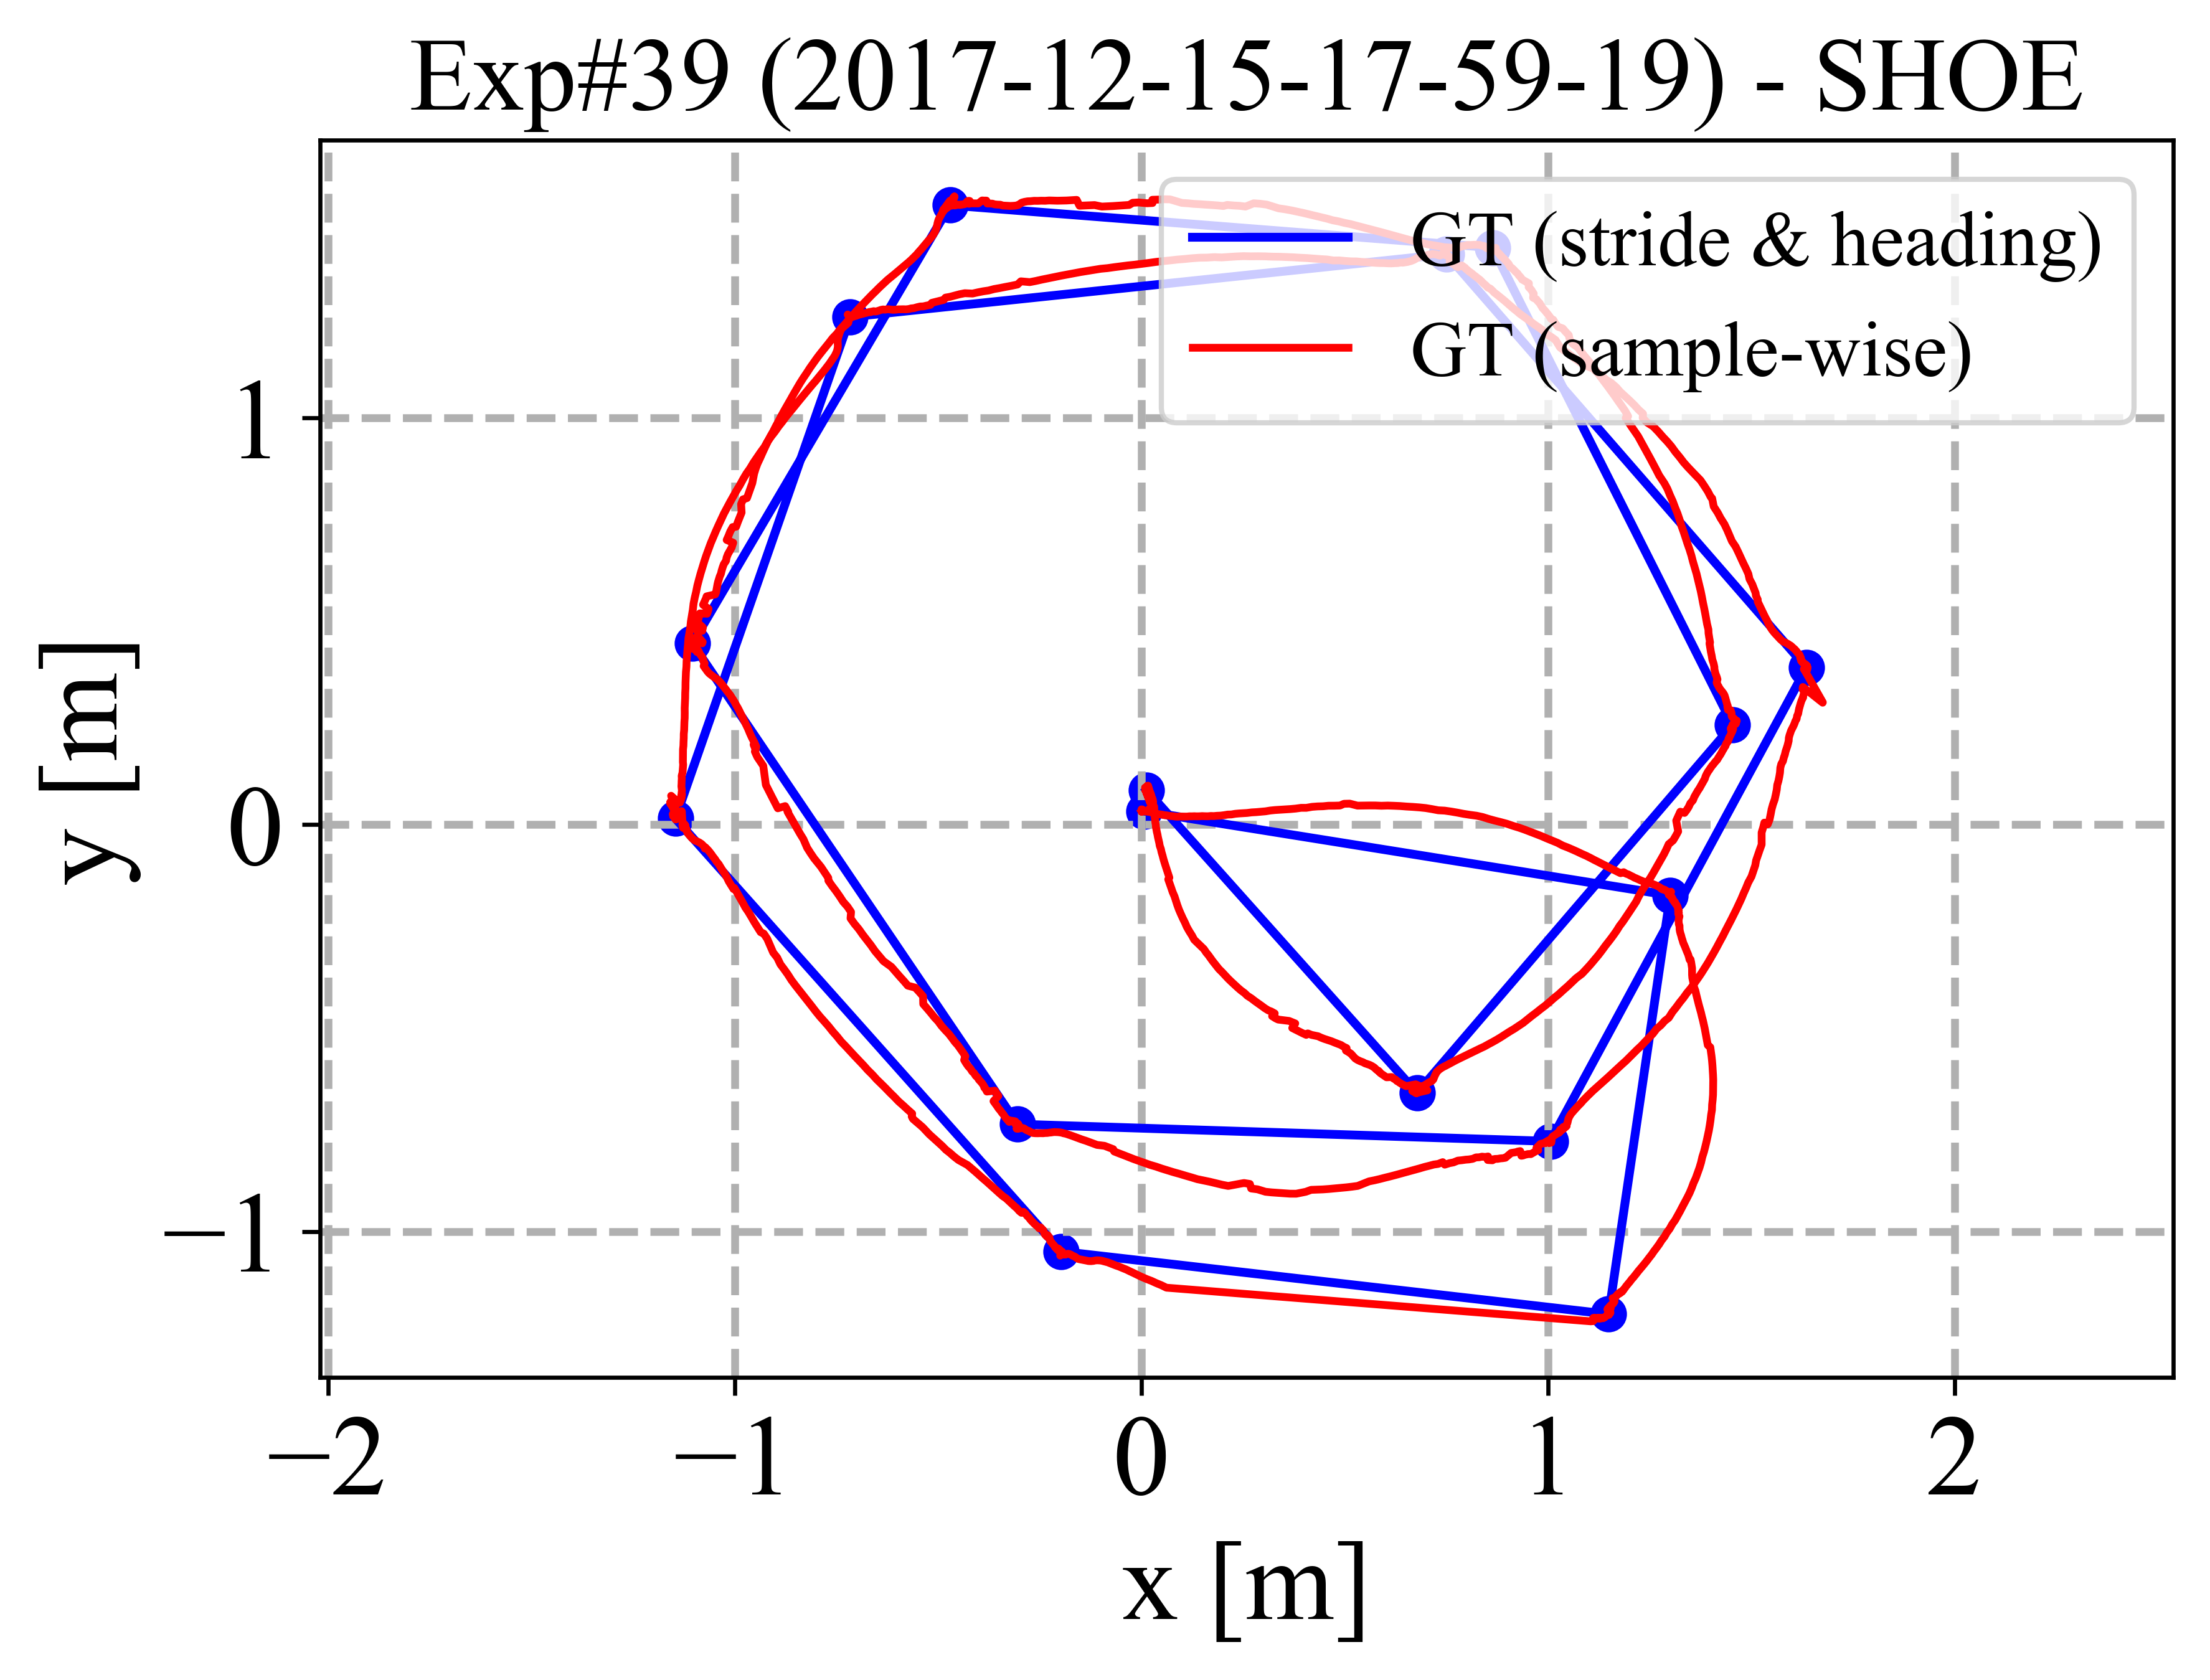 Exp#39 (2017-12-15-17-59-19) - SHOE
GT (stride & heading)
GT (sample-wise)
1
0
−1
y [m]
−2
−1
0
1
2
x [m]